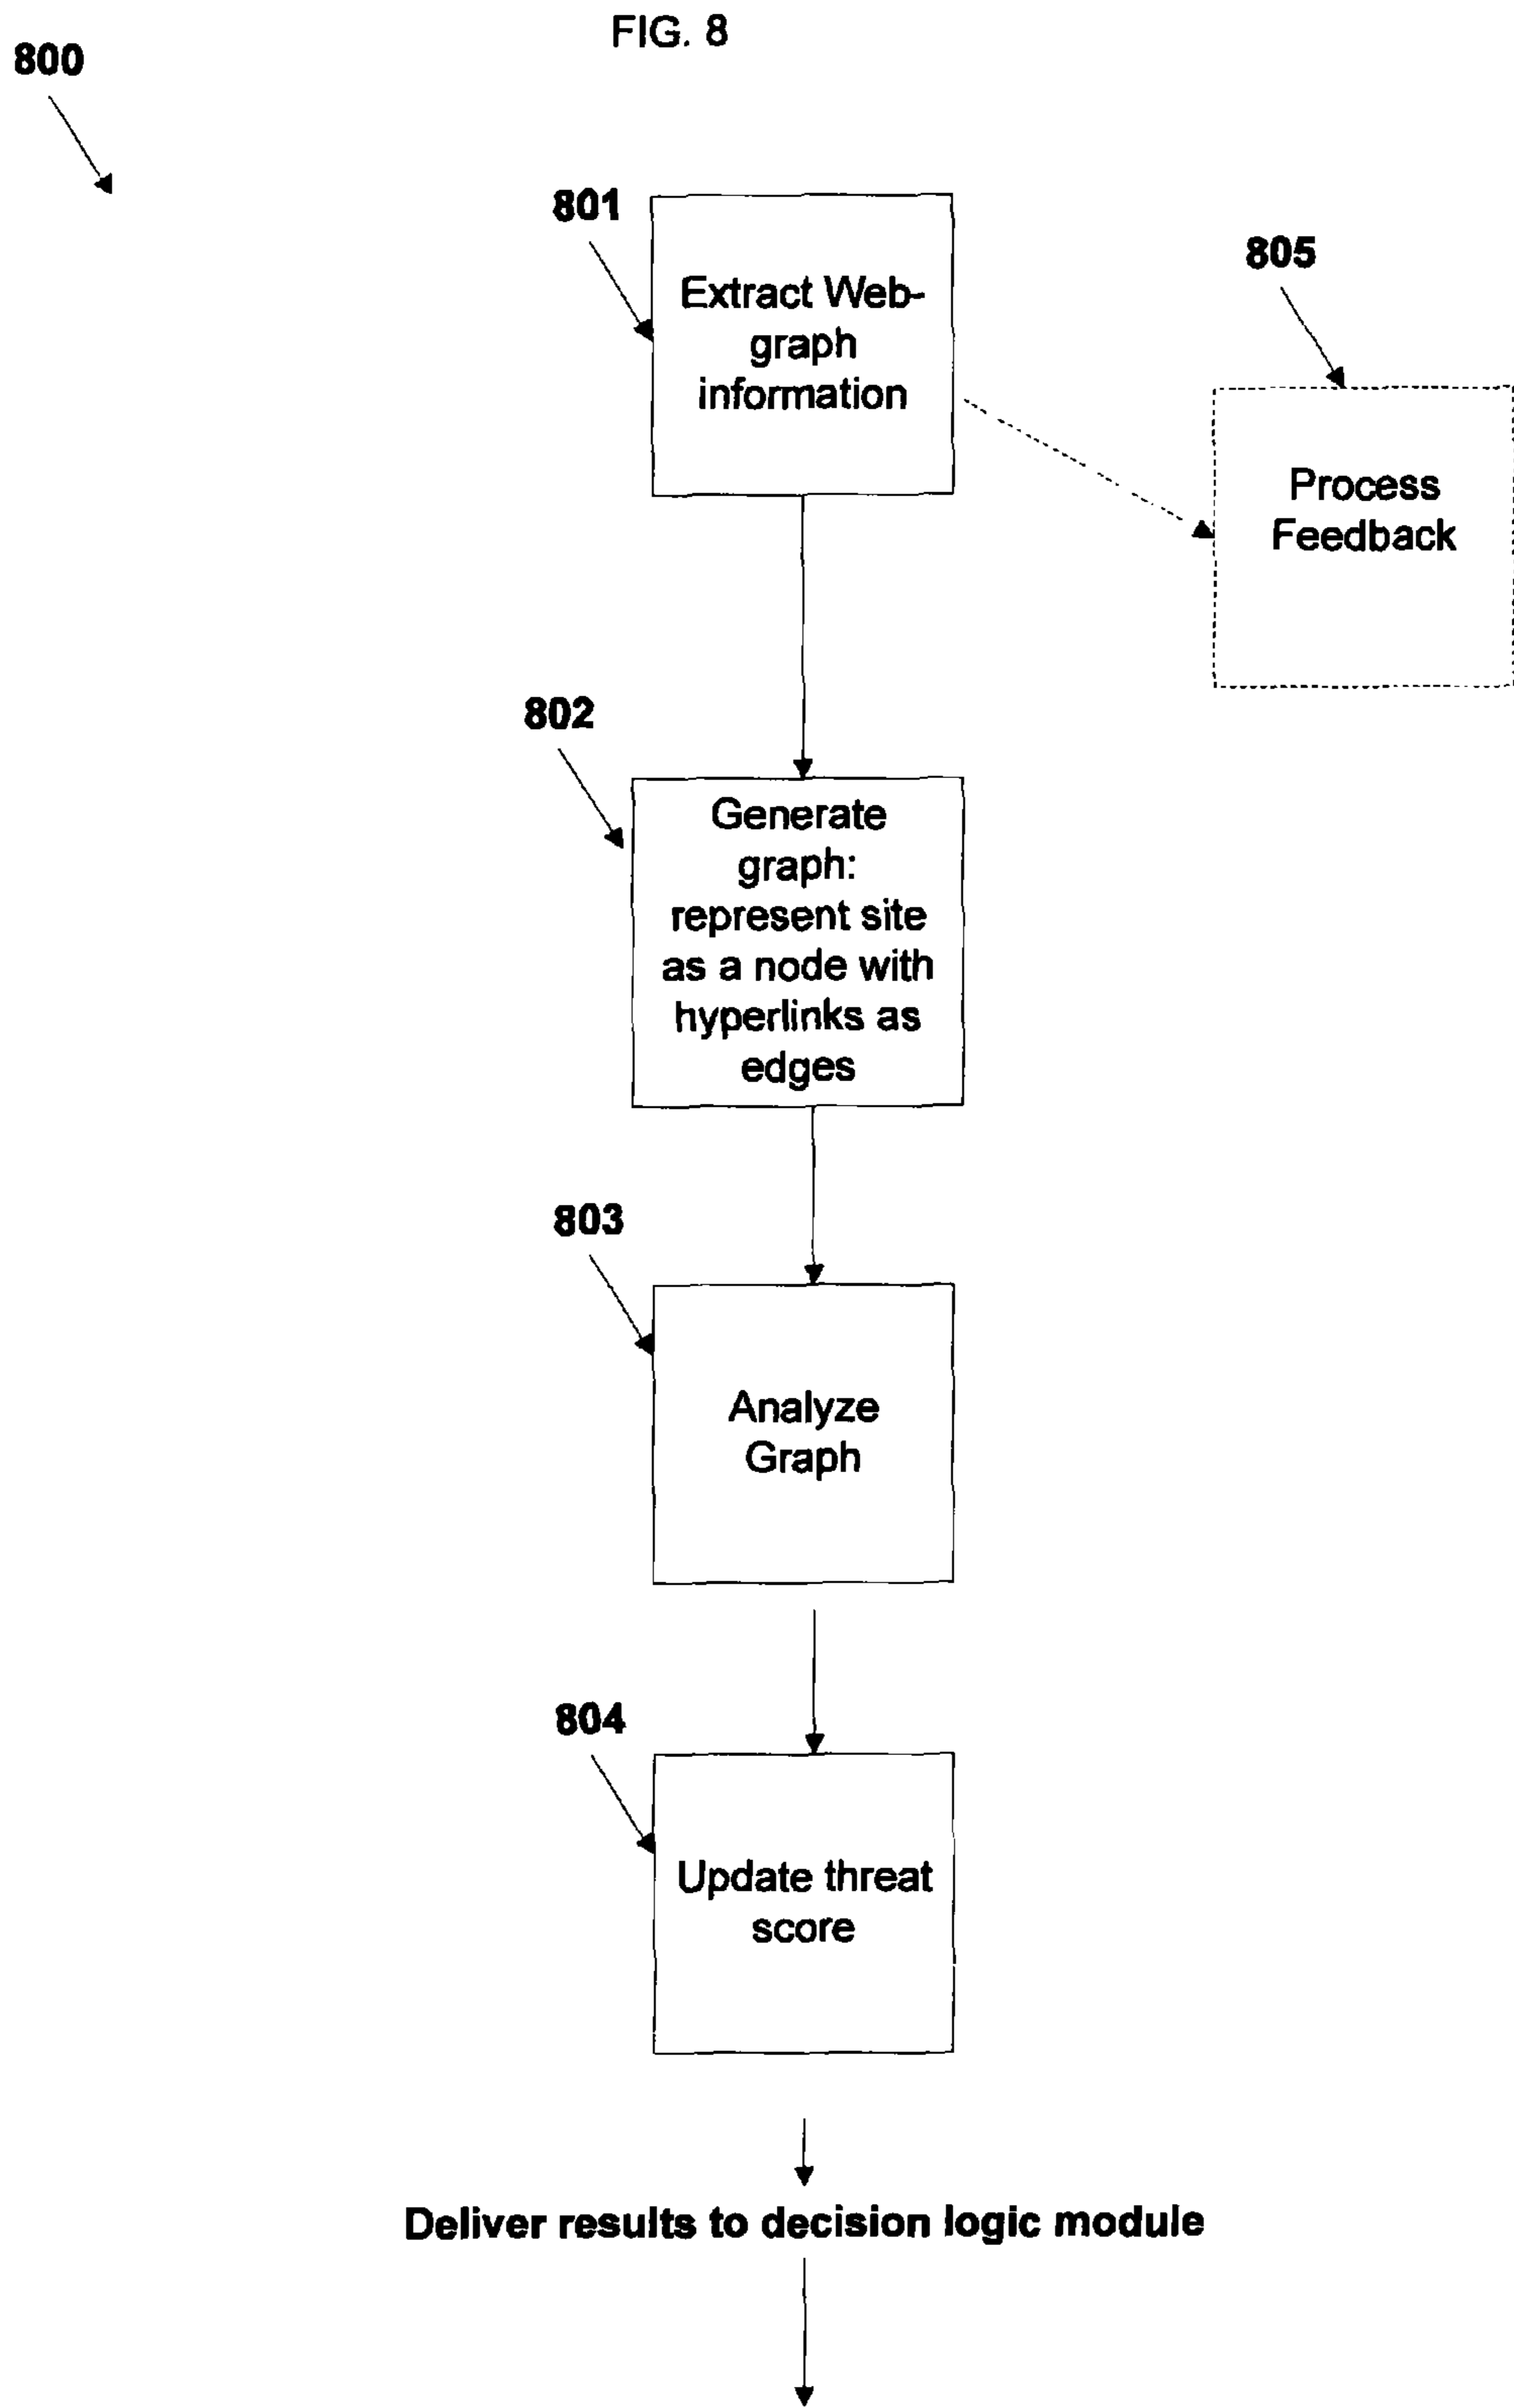 FIG. 8
800
801
Extract Web-
graph
information
805
Process
Feedback
802
Generate
graph:
represent site
as a node with
hyperlinks as
edges
803
Analyze
Graph
804
Update threat
score
Deliver results to decision logic module